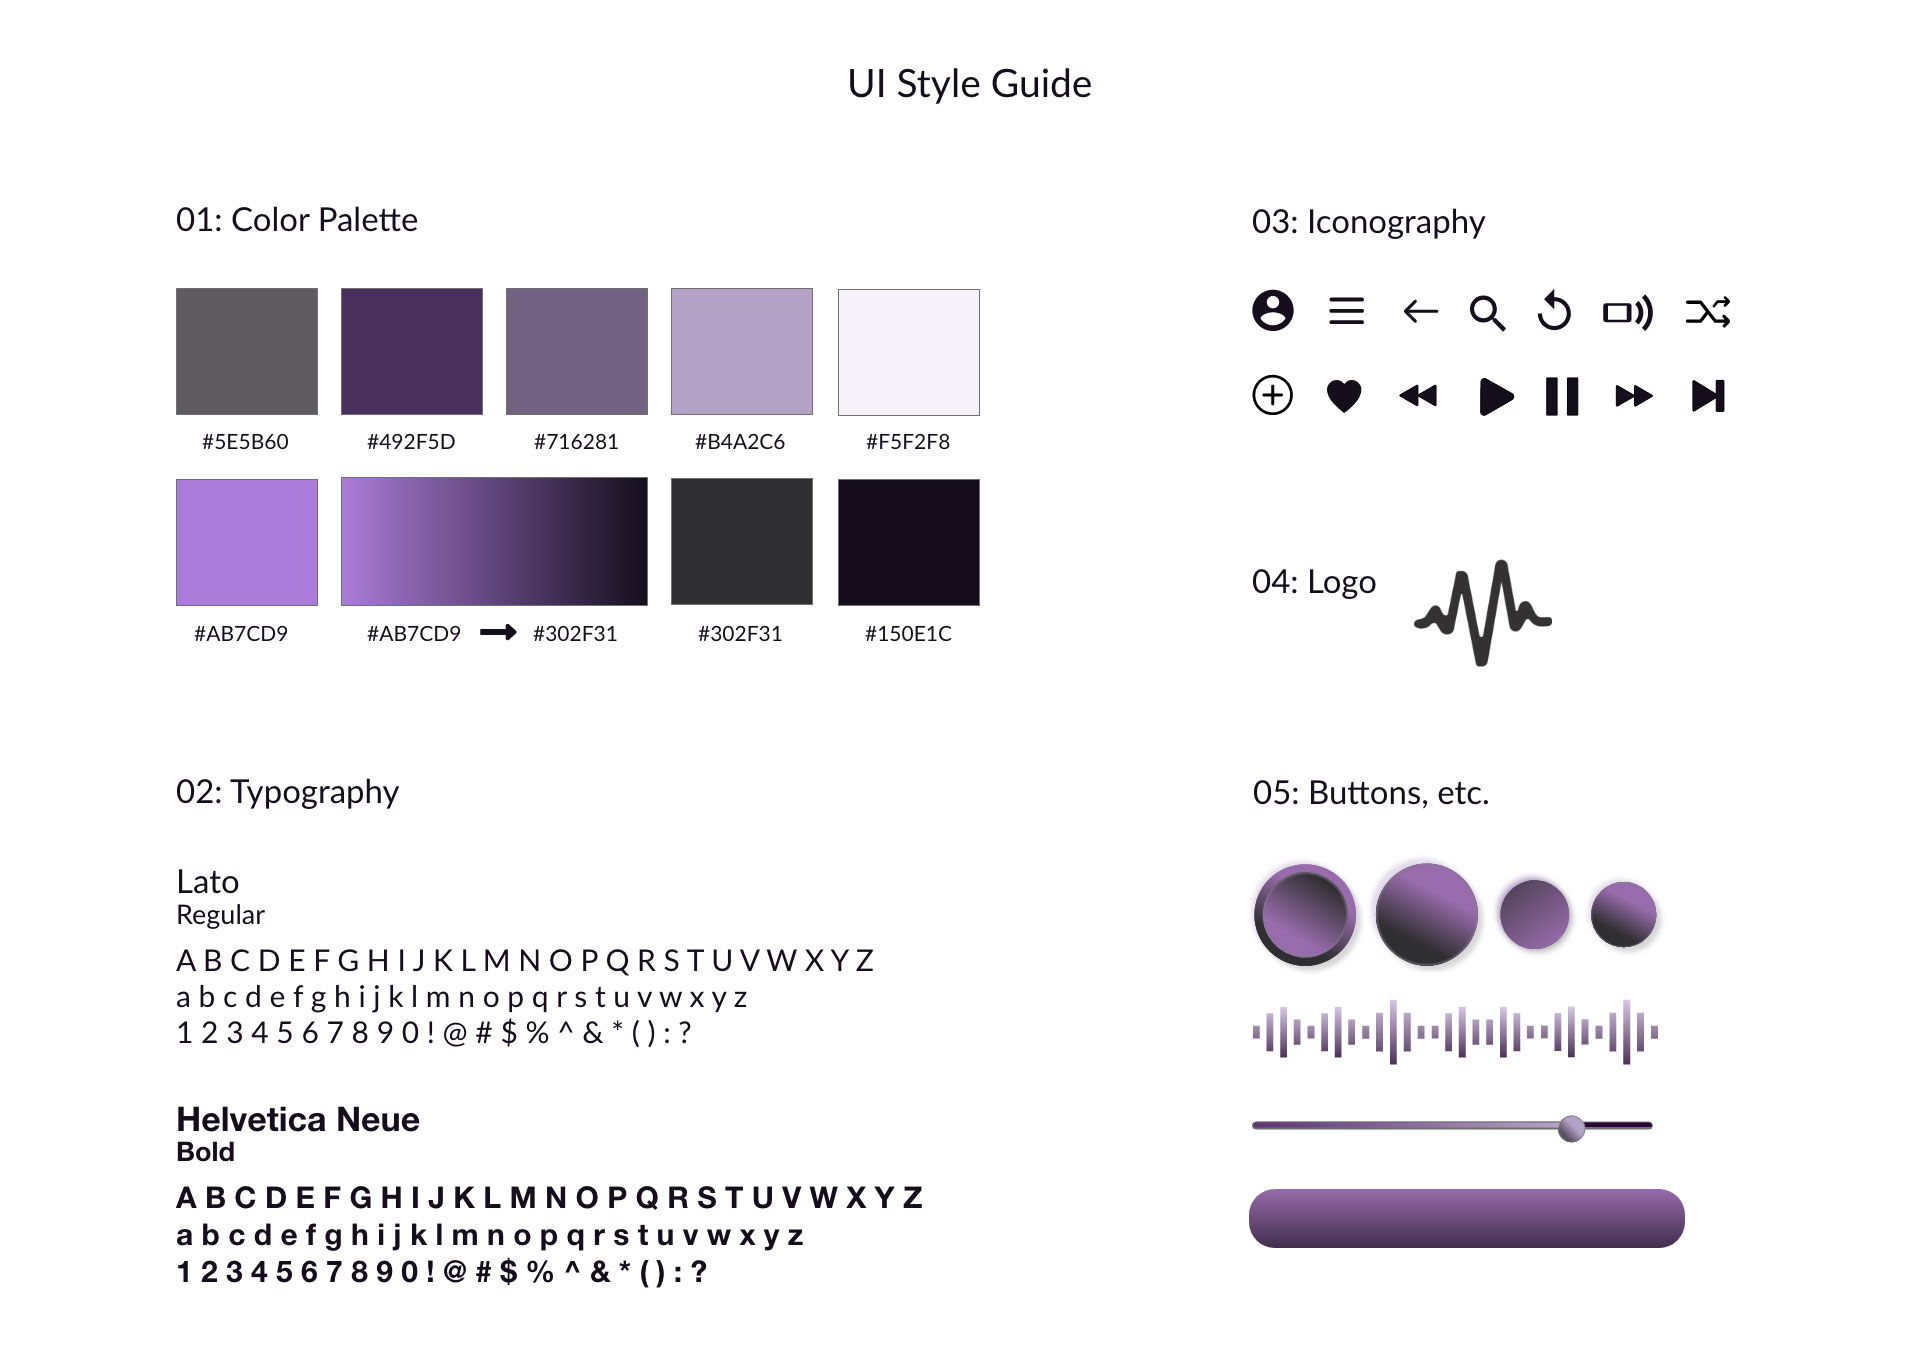 UI Style Guide
01: Color Palette
#5E5B60
#492F5D
#716281
#B4A2C6
#F5F2F8
#AB7CD9
#AB7CD9 → #302F31
#302F31
#150E1C
02: Typography
Lato
Regular
A B C D E F G H I J K L M N O P Q R S T U V W X Y Z
a b c d e f g h i j k l m n o p q r s t u v w x y z
1 2 3 4 5 6 7 8 9 0 ! @ # $ % ^ & * ( ) : ?
Helvetica Neue
Bold
A B C D E F G H I J K L M N O P Q R S T U V W X Y Z
a b c d e f g h i j k l m n o p q r s t u v w x y z
1 2 3 4 5 6 7 8 9 0 ! @ # $ % ^ & * ( ) : ?
03: Iconography
04: Logo
05: Buttons, etc.